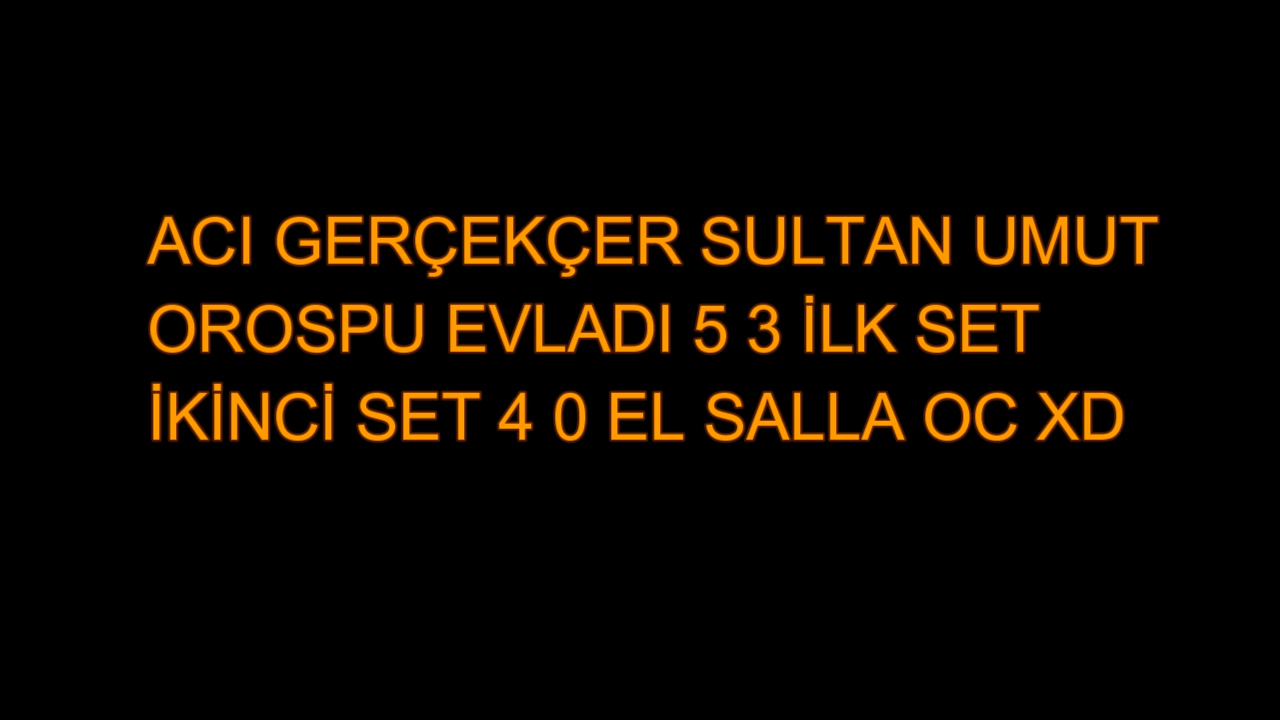 ACI GERÇEKÇER SULTAN UMUT
OROSPU EVLADI 5 3 İLK SET
İKİNCİ SET 4 0 EL SALLA OC XD